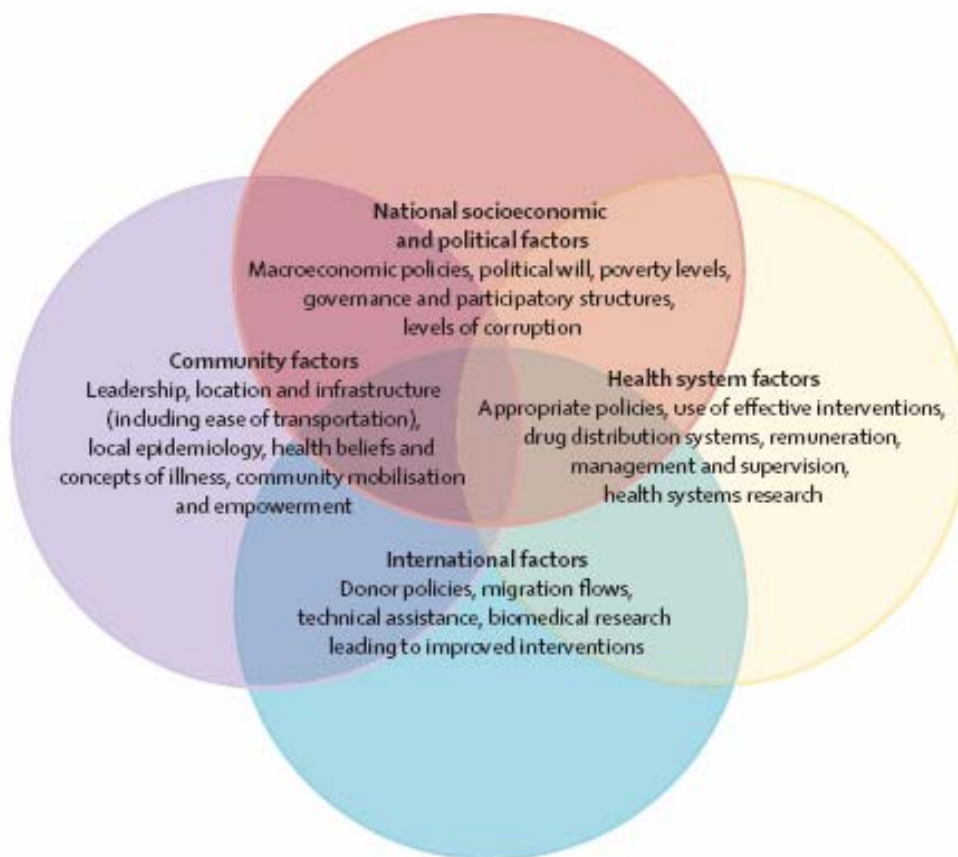 National socioeconomic
and political factors
Macroeconomic policies, political will, poverty levels,
governance and participatory structures,
levels of corruption
Community factors
Leadership, location and infrastructure
(including ease of transportation),
local epidemiology, health beliefs and
concepts of illness, community mobilisation
and empowerment
Health system factors
Appropriate policies, use of effective interventions,
drug distribution systems, remuneration,
management and supervision,
health systems research
International factors
Donor policies, migration flows,
technical assistance, biomedical research
leading to improved interventions